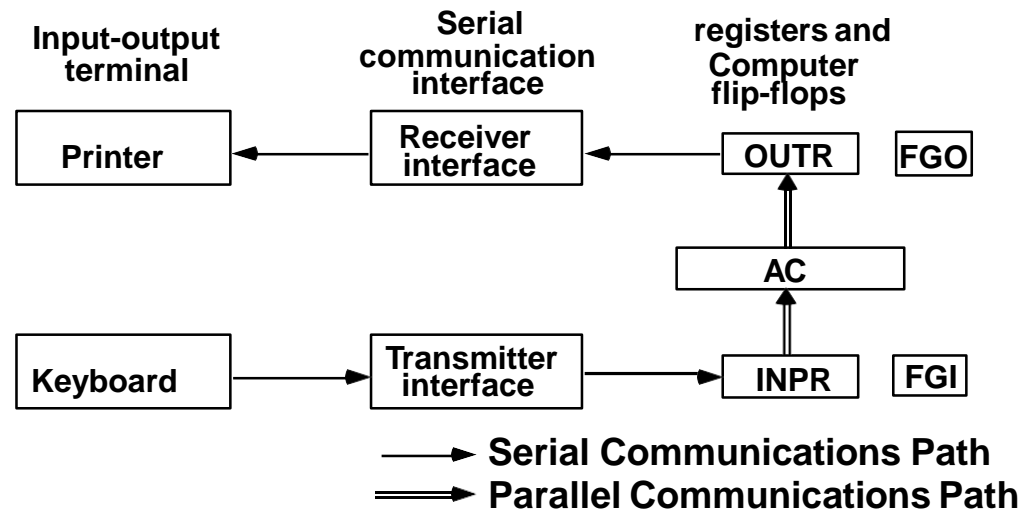 Input-output
terminal
Serial
communication
interface
registers and
Computer
flip-flops
Printer
Receiver
interface
OUTR
FGO
AC
Keyboard
Transmitter
interface
INPR
FGI
Serial Communications Path
Parallel Communications Path